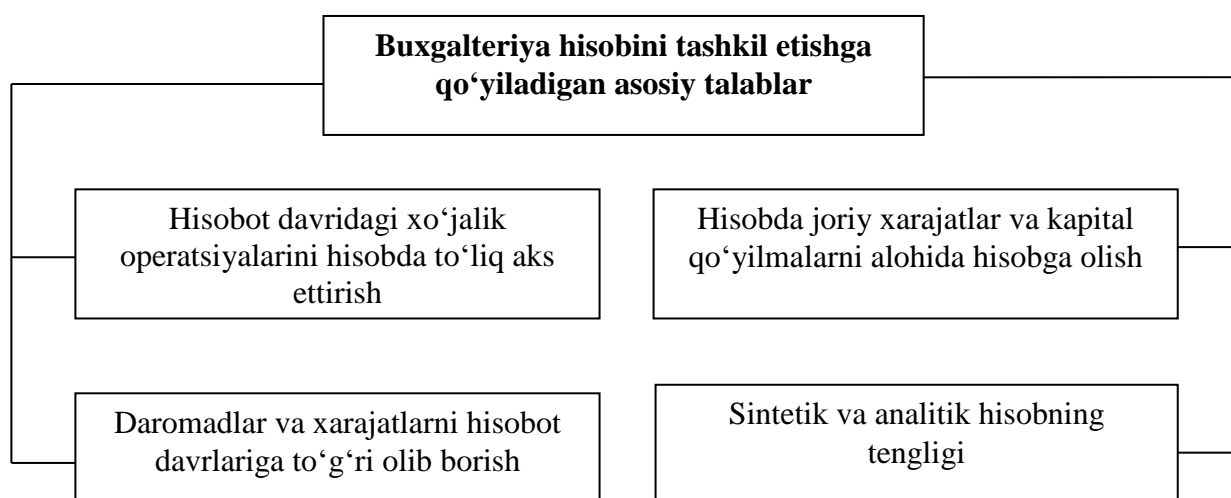 Buxgalteriya hisobini tashkil etishga
qo‘yiladigan asosiy talablar
Hisobot davridagi xo‘jalik
operatsiyalarini hisobda to‘liq aks
ettirish
Hisobda joriy xarajatlar va kapital
qo‘yilmalarni alohida hisobga olish
Daromadlar va xarajatlarni hisobot
davrlariga to‘g‘ri olib borish
Sintetik va analitik hisobning
tengligi